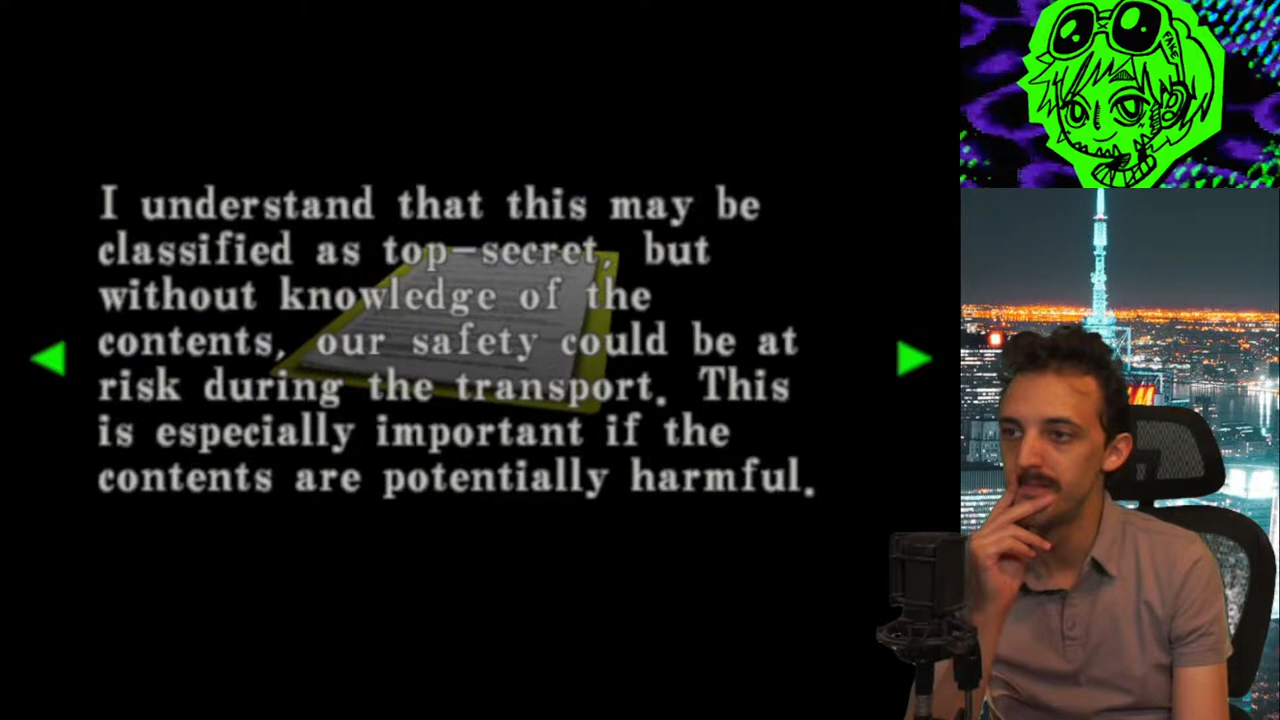 I understand that this may be
classified as top-secret, but
without knowledge of the
contents, our safety could be at
risk during the transport. This
is especially important if the
contents are potentially harmful.
FAKE